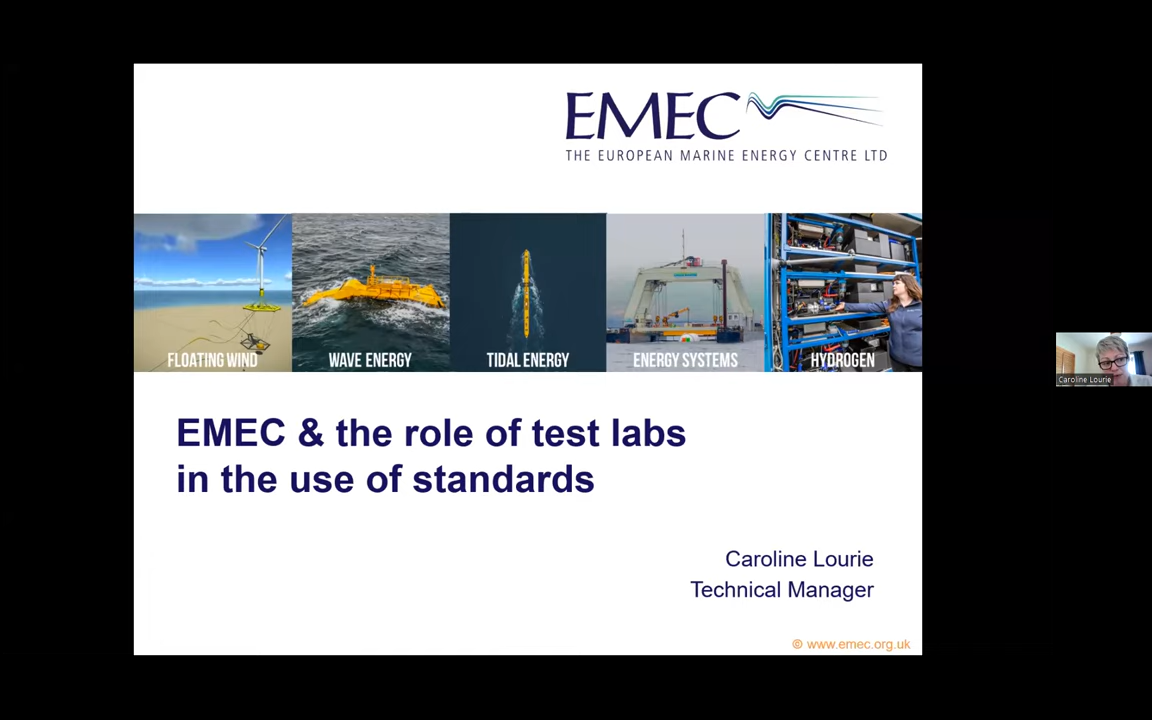 EMEC
THE EUROPEAN MARINE ENERGY CENTRE LTD
FLOATING WIND
WAVE ENERGY
TIDAL ENERGY
ENERGY SYSTEMS
HYDROGEN
EMEC & the role of test labs
in the use of standards
Caroline Lourie
Technical Manager
© www.emec.org.uk
Caroline Lourie